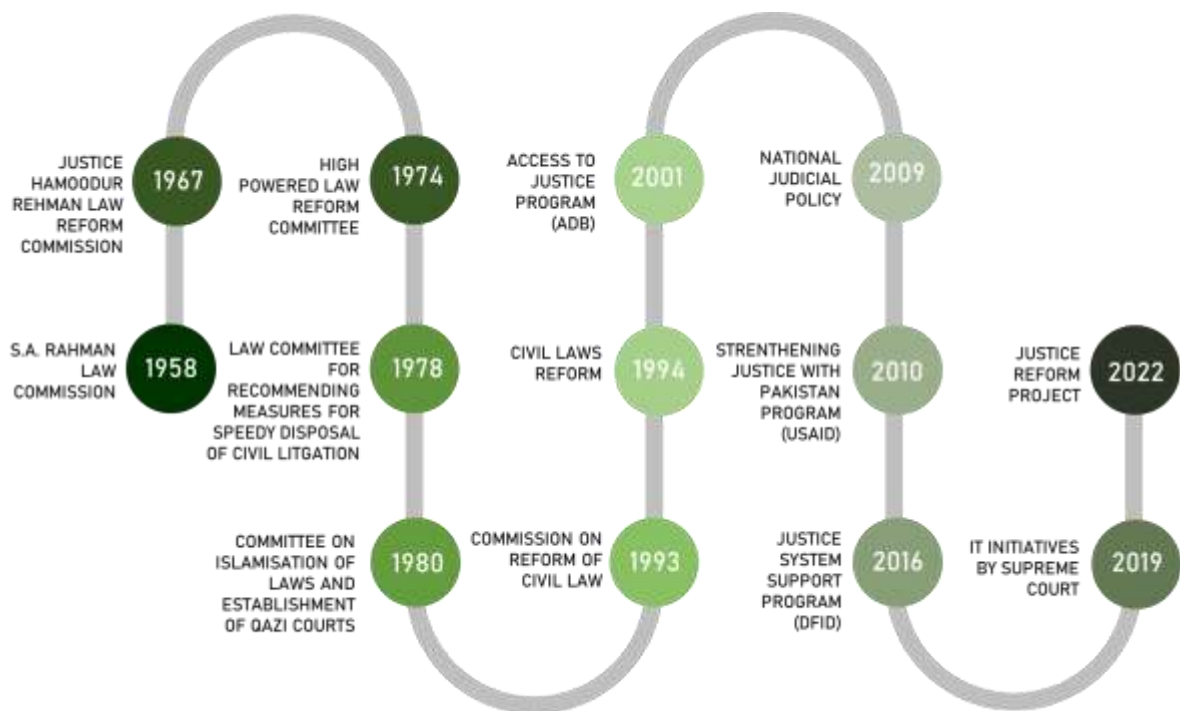 1958
S.A. RAHMAN
LAW
COMMISSION
1967
JUSTICE
HAMOODUR
REHMAN LAW
REFORM
COMMISSION
1974
HIGH
POWERED LAW
REFORM
COMMITTEE
1978
LAW COMMITTEE
FOR
RECOMMENDING
MEASURES FOR
SPEEDY DISPOSAL
OF CIVIL LITGATION
1980
COMMITTEE ON
ISLAMISATION OF
LAWS AND
ESTABLISHMENT
OF QAZI COURTS
1993
COMMISSION ON
REFORM OF
CIVIL LAW
1994
CIVIL LAWS
REFORM
2001
ACCESS TO
JUSTICE
PROGRAM
(ADB)
2009
NATIONAL
JUDICIAL
POLICY
2010
STRENTHENING
JUSTICE WITH
PAKISTAN
PROGRAM
(USAID)
2016
JUSTICE
SYSTEM
SUPPORT
PROGRAM
(DFID)
2019
IT INITIATIVES
BY SUPREME
COURT
2022
JUSTICE
REFORM
PROJECT